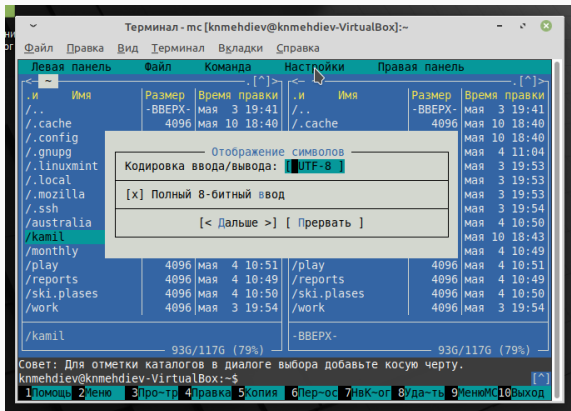 Терминал - mc [knmehdiev@knmehdiev-VirtualBox]:~
Файл Правка Вид Терминал Вкладки Справка
Левая панель Файл Команда Настройки Правая панель
<- ~ .[^]> <- .[^]>
.и Имя Размер Время правки .и Имя Размер Время правки
/.. -ВВЕРХ- мая 3 19:41 /.. -ВВЕРХ- мая 3 19:41
/.cache 4096 мая 10 18:40 /.cache 4096 мая 10 18:40
/.config мая 10 18:40
/.gnupg мая 4 11:04
/.linuxmint мая 3 19:53
/.local мая 3 19:53
/.mozilla мая 3 19:53
/.ssh мая 3 19:54
/australia мая 4 10:50
/kamil мая 10 18:43
/monthly мая 4 10:49
Отображение символов
Кодировка ввода/вывода: [ UTF-8 ]
[x] Полный 8-битный ввод
[< Дальше >] [ Прервать ]
/play 4096 мая 4 10:51 /play 4096 мая 4 10:51
/reports 4096 мая 4 10:49 /reports 4096 мая 4 10:49
/ski.plases 4096 мая 4 10:50 /ski.plases 4096 мая 4 10:50
/work 4096 мая 3 19:54 /work 4096 мая 3 19:54
/kamil -ВВЕРХ-
93G/117G (79%) 93G/117G (79%)
Совет: Для отметки каталогов в диалоге выбора добавьте косую черту.
knmehdiev@knmehdiev-VirtualBox:~$ [^]
1Помощь 2Меню 3Про~тр 4Правка 5Копия 6Пер~ос 7НвК~ог 8Уда~ть 9МенюMC 10Выход